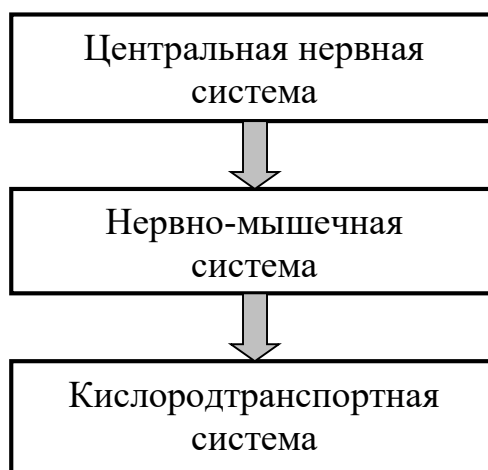 Центральная нервная
система
Нервно-мышечная
система
Кислородтранспортная
система